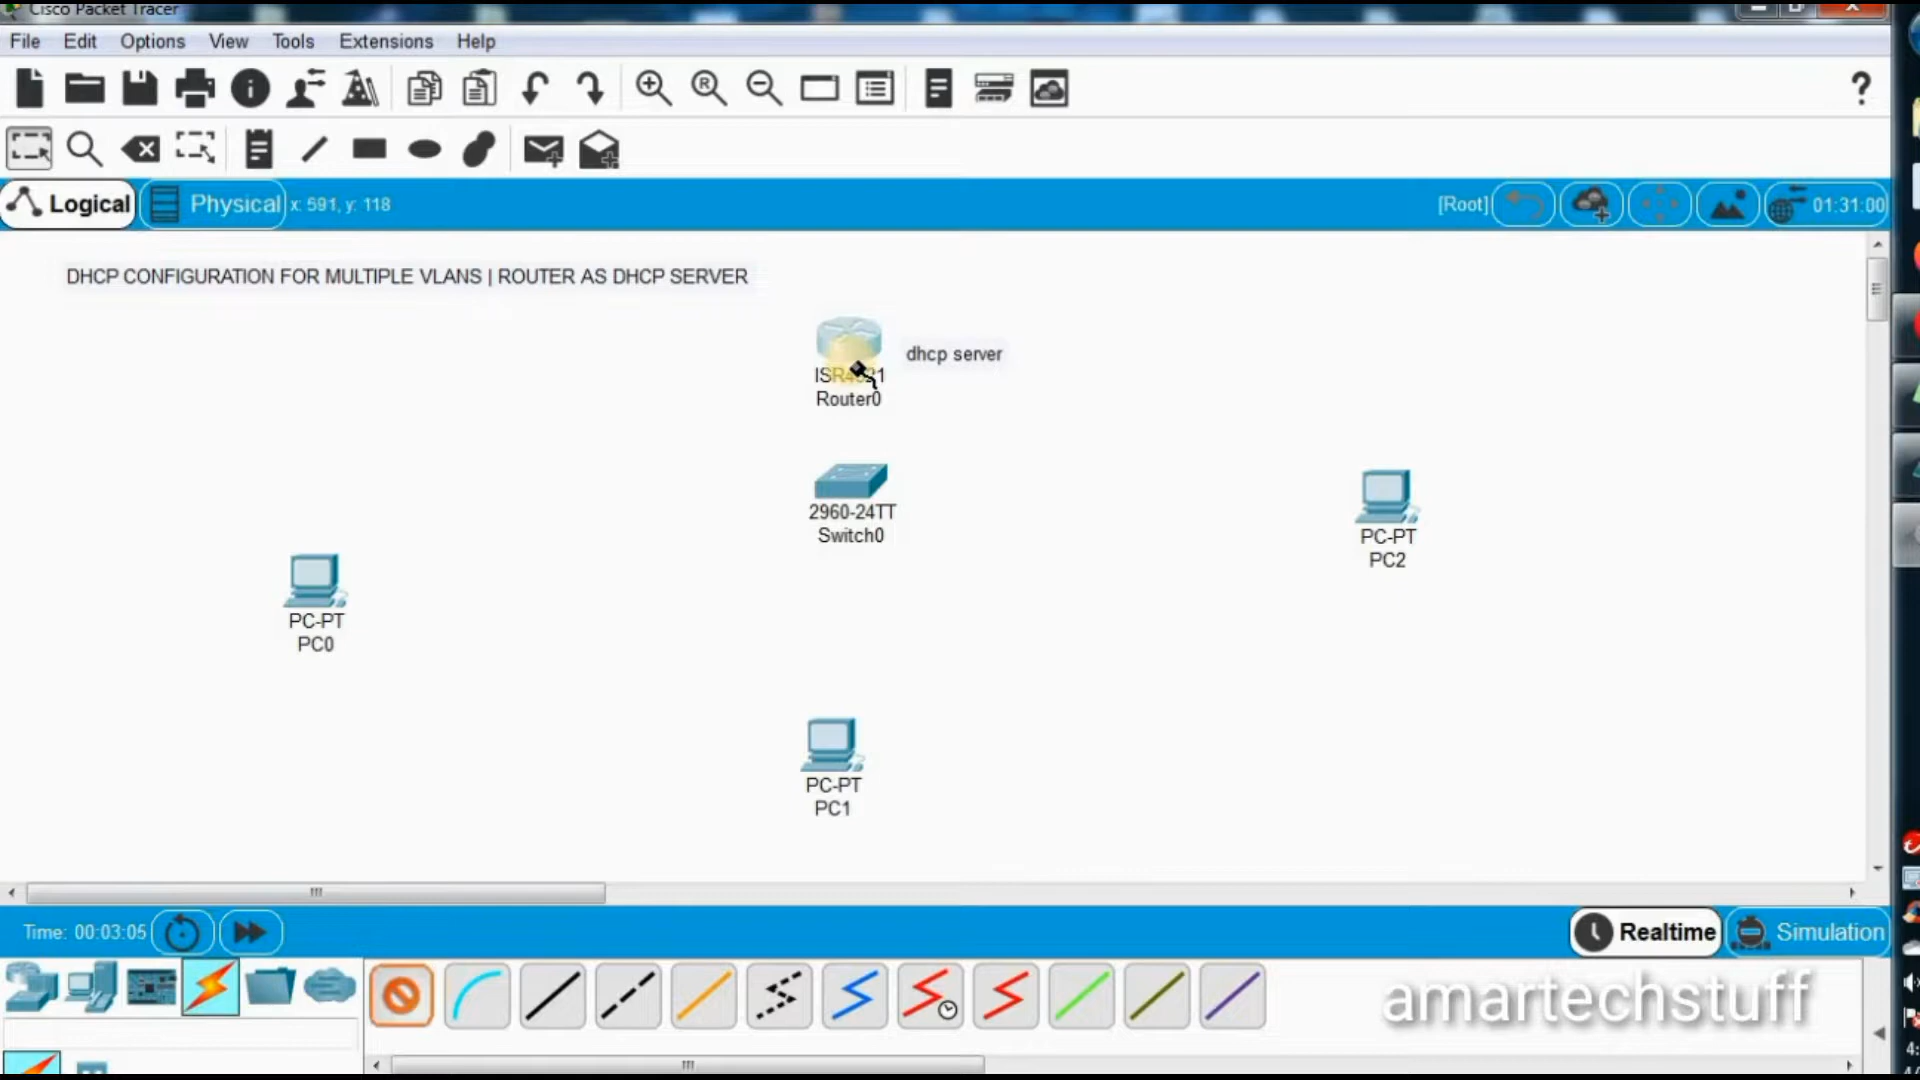 Cisco Packet Tracer
File Edit Options View Tools Extensions Help
Logical Physical x: 591, y: 118 [Root] 01:31:00
DHCP CONFIGURATION FOR MULTIPLE VLANS | ROUTER AS DHCP SERVER
dhcp server
Router0
2960-24TT
Switch0
PC-PT
PC2
PC-PT
PC0
PC-PT
PC1
Time: 00:03:05 Realtime Simulation
amartechstuff